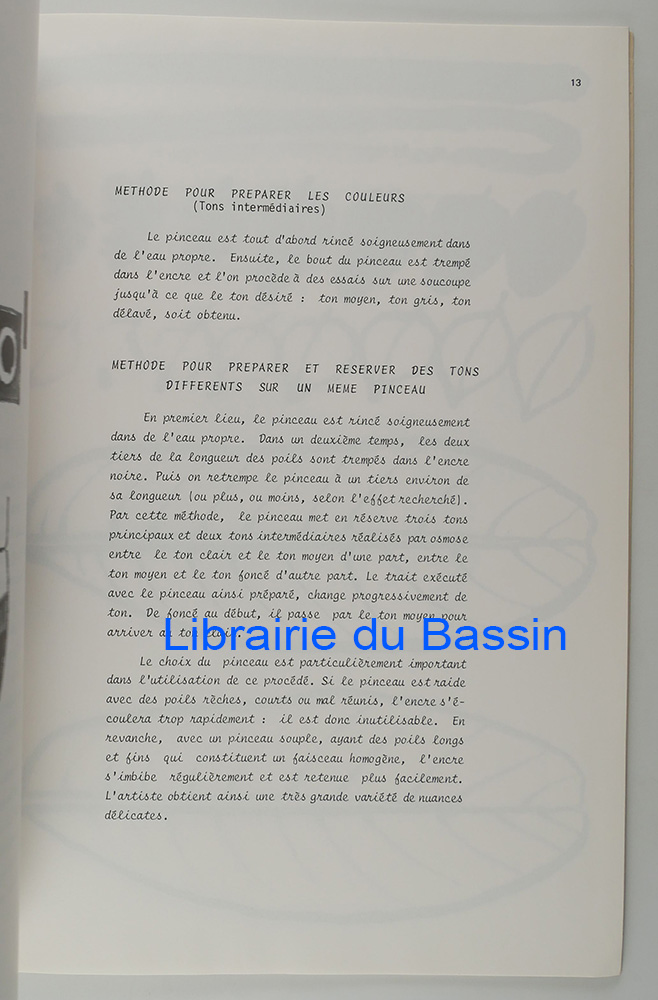 13
METHODE POUR PREPARER LES COULEURS
(Tons intermédiaires)
Le pinceau est tout d'abord rincé soigneusement dans
de l'eau propre. Ensuite, le bout du pinceau est trempé
dans l'encre et l'on procède à des essais sur une soucoupe
jusqu'à ce que le ton désiré : ton moyen, ton gris, ton
délavé, soit obtenu.
METHODE POUR PREPARER ET RESERVER DES TONS
DIFFERENTS SUR UN MEME PINCEAU
En premier lieu, le pinceau est rincé soigneusement
dans de l'eau propre. Dans un deuxième temps, les deux
tiers de la longueur des poils sont trempés dans l'encre
noire. Puis on retrempe le pinceau à un tiers environ de
sa longueur (ou plus, ou moins, selon l'effet recherché).
Par cette méthode, le pinceau met en réserve trois tons
principaux et deux tons intermédiaires réalisés par osmose
entre le ton clair et le ton moyen d'une part, entre le
ton moyen et le ton foncé d'autre part. Le trait exécuté
avec le pinceau ainsi préparé, change progressivement de
ton. De foncé au début, il passe par le ton moyen pour
arriver au ton clair.
Librairie du Bassin
Le choix du pinceau est particulièrement important
dans l'utilisation de ce procédé. Si le pinceau est raide
avec des poils rèches, courts ou mal réunis, l'encre s'é-
coulera trop rapidement : il est donc inutilisable. En
revanche, avec un pinceau souple, ayant des poils longs
et fins qui constituent un faisceau homogène, l'encre
s'imbibe régulièrement et est retenue plus facilement.
L'artiste obtient ainsi une très grande variété de nuances
délicates.